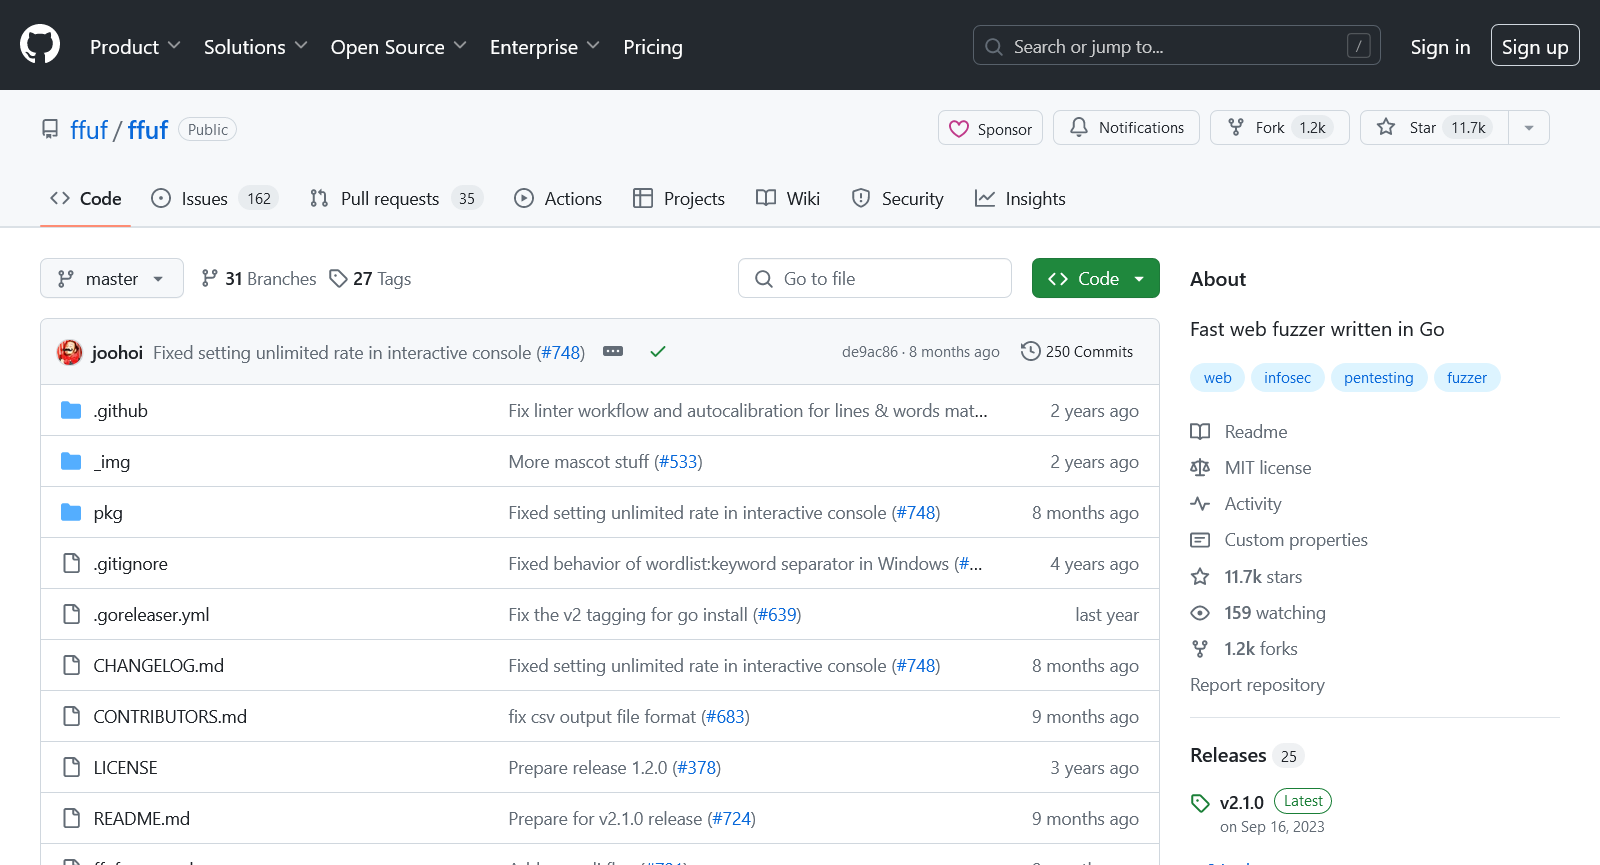 Product Solutions Open Source Enterprise Pricing Search or jump to... / Sign in Sign up
ffuf / ffuf Public Sponsor Notifications Fork 1.2k Star 11.7k
Code Issues 162 Pull requests 35 Actions Projects Wiki Security Insights
master 31 Branches 27 Tags Go to file Code
joohoi Fixed setting unlimited rate in interactive console (#748) de9ac86 · 8 months ago 250 Commits
.github Fix linter workflow and autocalibration for lines & words mat... 2 years ago
_img More mascot stuff (#533) 2 years ago
pkg Fixed setting unlimited rate in interactive console (#748) 8 months ago
.gitignore Fixed behavior of wordlist:keyword separator in Windows (#... 4 years ago
.goreleaser.yml Fix the v2 tagging for go install (#639) last year
CHANGELOG.md Fixed setting unlimited rate in interactive console (#748) 8 months ago
CONTRIBUTORS.md fix csv output file format (#683) 9 months ago
LICENSE Prepare release 1.2.0 (#378) 3 years ago
README.md Prepare for v2.1.0 release (#724) 9 months ago
About
Fast web fuzzer written in Go
web infosec pentesting fuzzer
Readme
MIT license
Activity
Custom properties
11.7k stars
159 watching
1.2k forks
Report repository
Releases 25
v2.1.0 Latest
on Sep 16, 2023